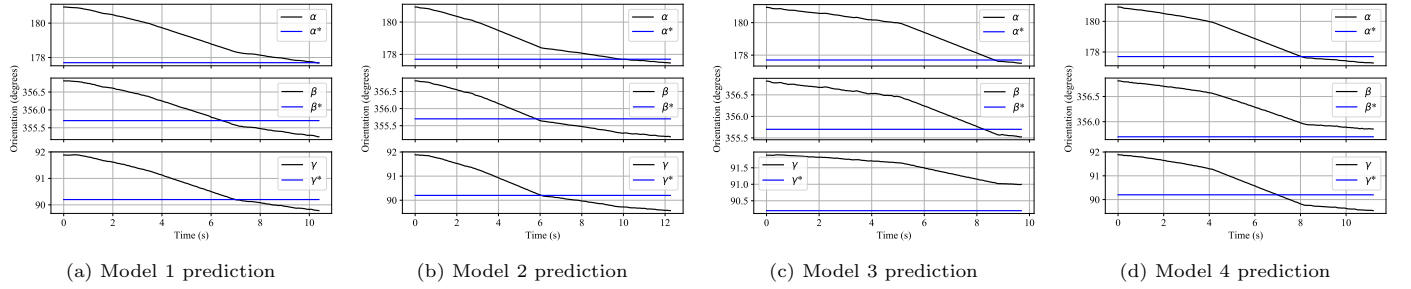 180
178
α
α*
Orientation (degrees)
356.5
356.0
355.5
β
β*
92
91
90
γ
γ*
0 2 4 6 8 10
Time (s)
(a) Model 1 prediction
180
178
α
α*
Orientation (degrees)
356.5
356.0
355.5
β
β*
92
91
90
γ
γ*
0 2 4 6 8 10 12
Time (s)
(b) Model 2 prediction
180
178
α
α*
Orientation (degrees)
356.5
355.5
β
β*
91.5
91.0
90.5
γ
γ*
0 2 4 6 8 10
Time (s)
(c) Model 3 prediction
180
178
α
α*
Orientation (degrees)
356.5
356.0
β
β*
92
91
90
γ
γ*
0 2 4 6 8 10
Time (s)
(d) Model 4 prediction